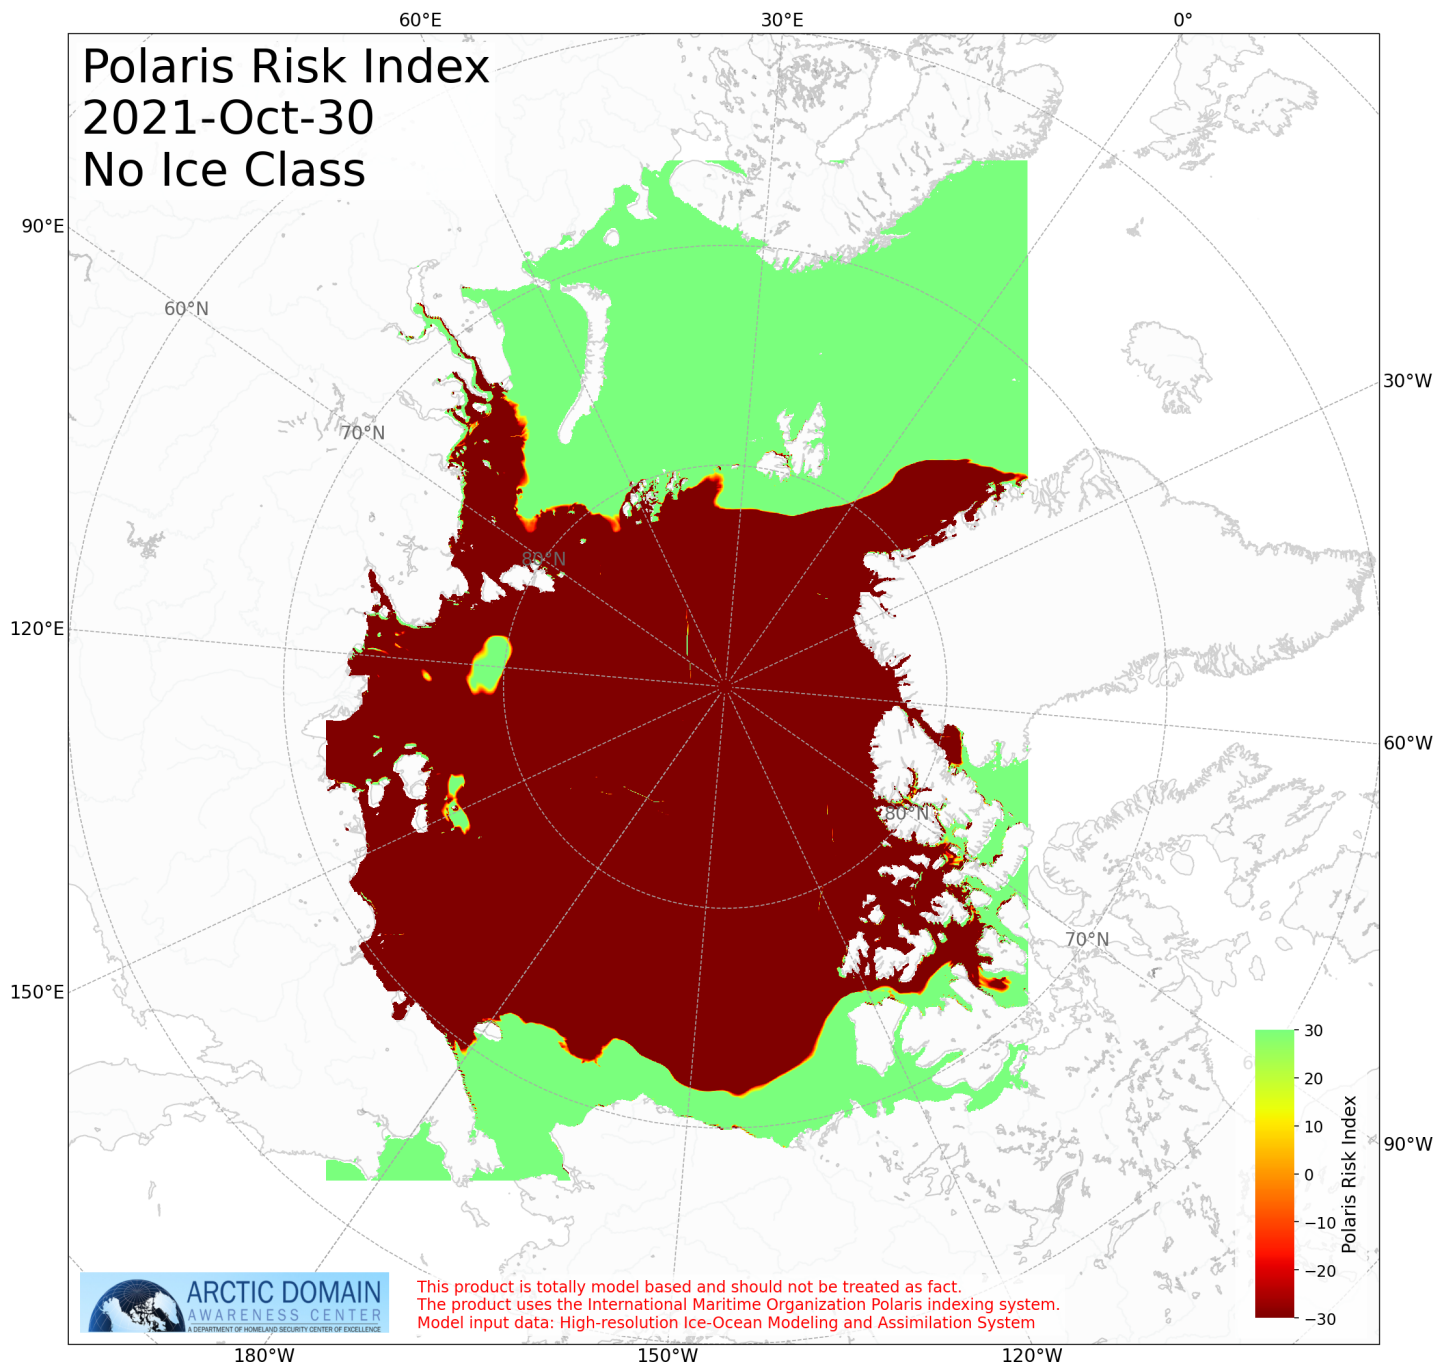 60°E 30°E 0°
Polaris Risk Index
2021-Oct-30
No Ice Class
90°E
60°N
30°W
70°N
80°N
120°E
60°W
80°N
70°N
150°E
30
20
10
0
−10
−20
−30
Polaris Risk Index
90°W
ARCTIC DOMAIN
AWARENESS CENTER
A DEPARTMENT OF HOMELAND SECURITY CENTER OF EXCELLENCE
This product is totally model based and should not be treated as fact.
The product uses the International Maritime Organization Polaris indexing system.
Model input data: High-resolution Ice-Ocean Modeling and Assimilation System
180°W 150°W 120°W